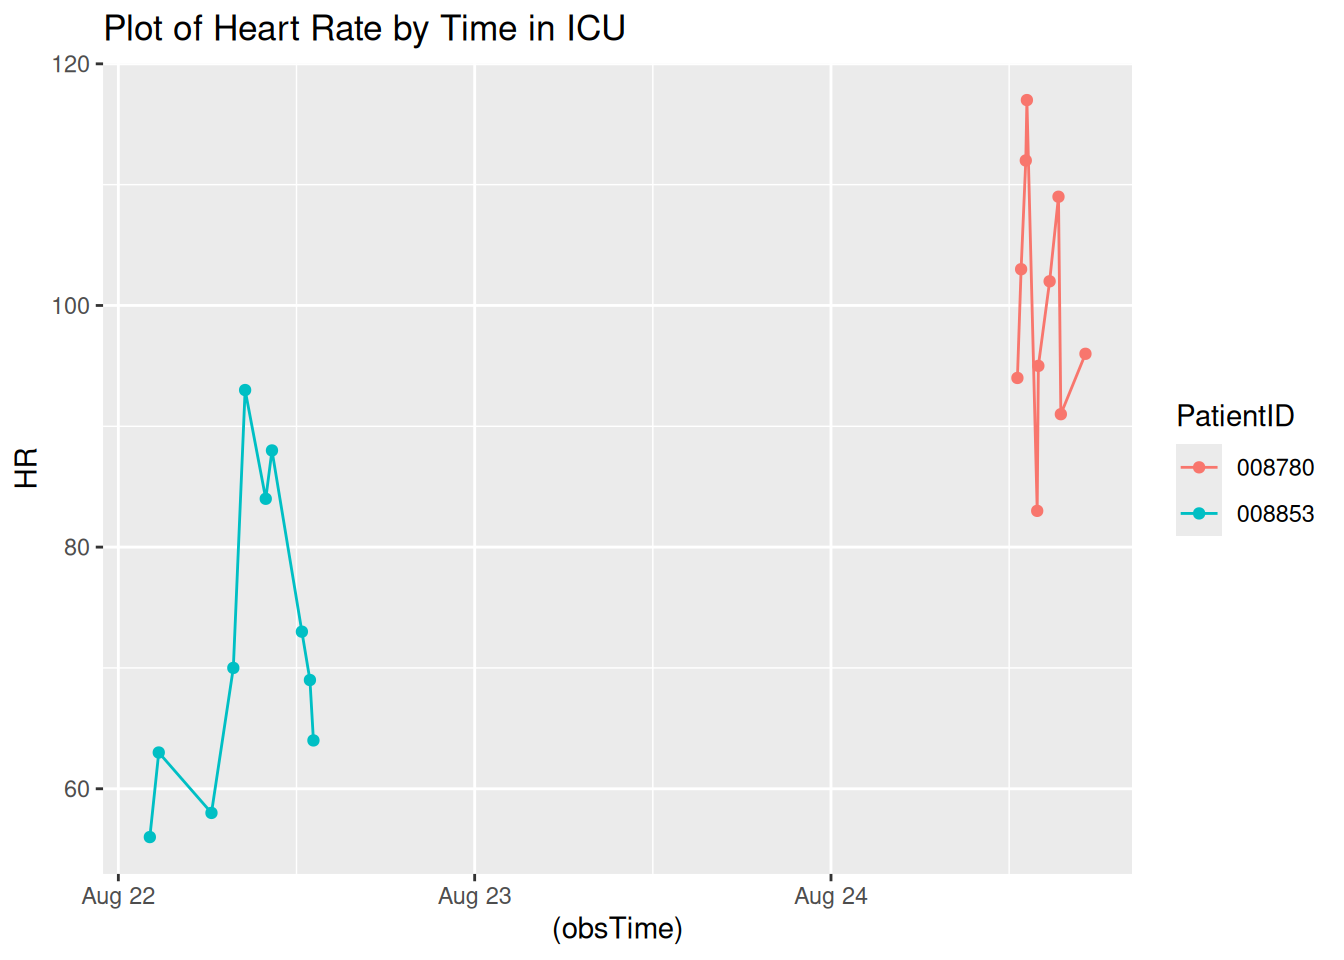 Plot of Heart Rate by Time in ICU
120
100
80
60
HR
Aug 22 Aug 23 Aug 24
(obsTime)
PatientID
008780
008853